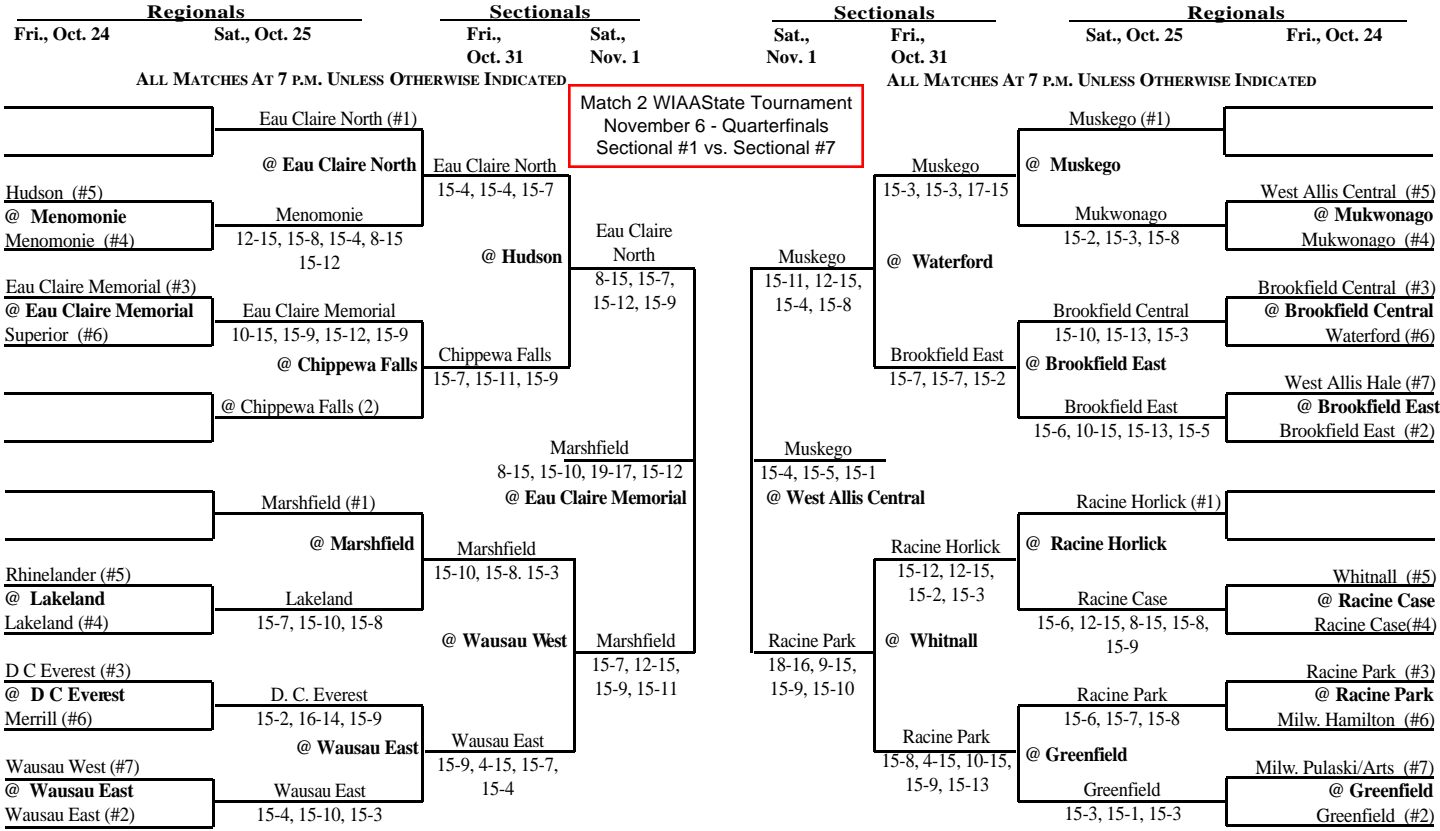 Regionals
Sectionals
Sectionals
Regionals
Fri., Oct. 24
Sat., Oct. 25
Fri.,
Oct. 31
Sat.,
Nov. 1
Sat.,
Nov. 1
Fri.,
Oct. 31
Sat., Oct. 25
Fri., Oct. 24
ALL MATCHES AT 7 P.M. UNLESS OTHERWISE INDICATED
ALL MATCHES AT 7 P.M. UNLESS OTHERWISE INDICATED
Match 2 WIAAState Tournament
November 6 - Quarterfinals
Sectional #1 vs. Sectional #7
Eau Claire North (#1)
@ Eau Claire North
Hudson (#5)
@ Menomonie
Menomonie (#4)
Menomonie
12-15, 15-8, 15-4, 8-15
15-12
Eau Claire Memorial (#3)
@ Eau Claire Memorial
Superior (#6)
Eau Claire Memorial
10-15, 15-9, 15-12, 15-9
@ Chippewa Falls
@ Chippewa Falls (2)
Eau Claire North
15-4, 15-4, 15-7
@ Hudson
Chippewa Falls
15-7, 15-11, 15-9
Eau Claire
North
8-15, 15-7,
15-12, 15-9
Marshfield
8-15, 15-10, 19-17, 15-12
@ Eau Claire Memorial
Marshfield (#1)
@ Marshfield
Rhinelander (#5)
@ Lakeland
Lakeland (#4)
Lakeland
15-7, 15-10, 15-8
D C Everest (#3)
@ D C Everest
Merrill (#6)
D. C. Everest
15-2, 16-14, 15-9
@ Wausau East
Wausau West (#7)
@ Wausau East
Wausau East (#2)
Wausau East
15-4, 15-10, 15-3
Marshfield
15-10, 15-8. 15-3
@ Wausau West
Wausau East
15-9, 4-15, 15-7,
15-4
Marshfield
15-7, 12-15,
15-9, 15-11
Muskego
15-11, 12-15,
15-4, 15-8
Muskego
15-3, 15-3, 17-15
@ Waterford
Brookfield East
15-7, 15-7, 15-2
Muskego (#1)
@ Muskego
Mukwonago
15-2, 15-3, 15-8
West Allis Central (#5)
@ Mukwonago
Mukwonago (#4)
Brookfield Central
15-10, 15-13, 15-3
@ Brookfield East
Brookfield Central (#3)
@ Brookfield Central
Waterford (#6)
Brookfield East
15-6, 10-15, 15-13, 15-5
West Allis Hale (#7)
@ Brookfield East
Brookfield East (#2)
Muskego
15-4, 15-5, 15-1
@ West Allis Central
Racine Park
18-16, 9-15,
15-9, 15-10
Racine Horlick
15-12, 12-15,
15-2, 15-3
@ Whitnall
Racine Park
15-8, 4-15, 10-15,
15-9, 15-13
Racine Horlick (#1)
@ Racine Horlick
Racine Case
15-6, 12-15, 8-15, 15-8,
15-9
Whitnall (#5)
@ Racine Case
Racine Case(#4)
Racine Park
15-6, 15-7, 15-8
@ Greenfield
Racine Park (#3)
@ Racine Park
Milw. Hamilton (#6)
Greenfield
15-3, 15-1, 15-3
Milw. Pulaski/Arts (#7)
@ Greenfield
Greenfield (#2)